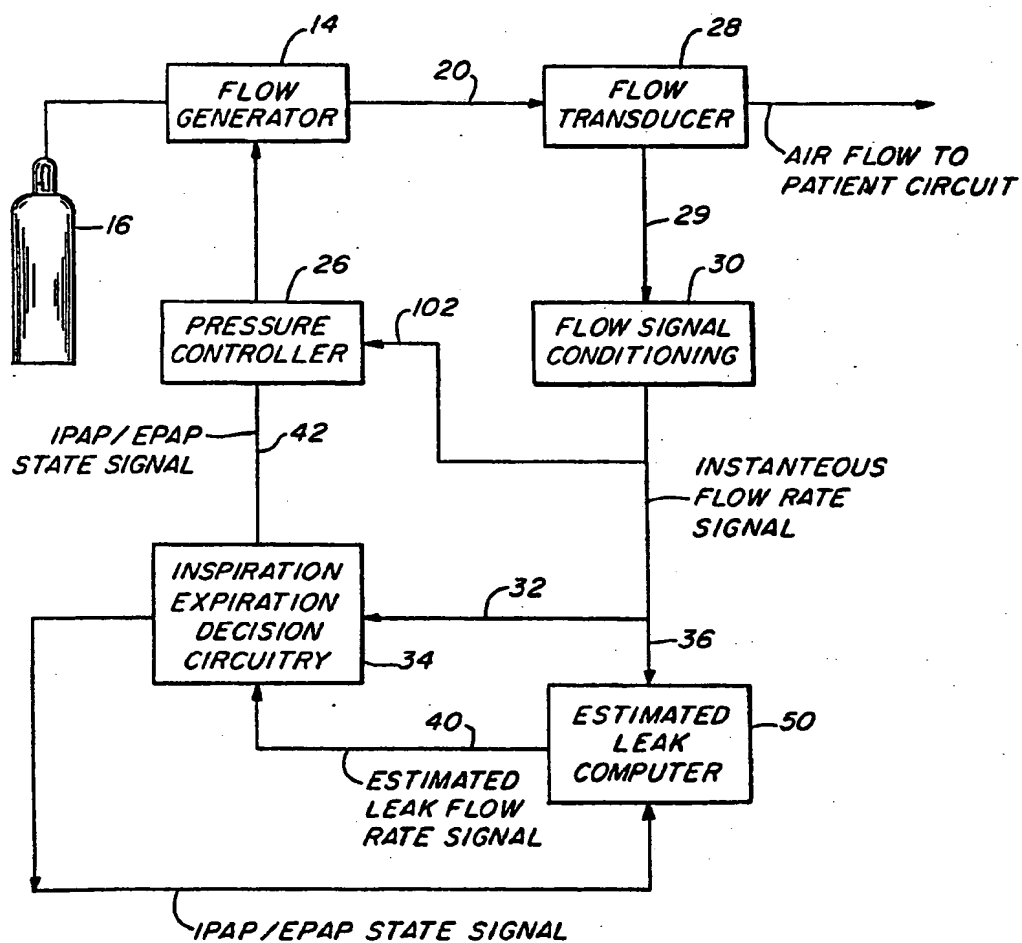 14
28
FLOW
GENERATOR
20
FLOW
TRANSDUCER
AIR FLOW TO
PATIENT CIRCUIT
16
29
26
30
102
PRESSURE
CONTROLLER
FLOW SIGNAL
CONDITIONING
IPAP/EPAP
STATE SIGNAL
42
INSTANTEOUS
FLOW RATE
SIGNAL
INSPIRATION
EXPIRATION
DECISION
CIRCUITRY
32
34
36
40
ESTIMATED
LEAK
COMPUTER
50
ESTIMATED
LEAK FLOW
RATE SIGNAL
IPAP/EPAP STATE SIGNAL